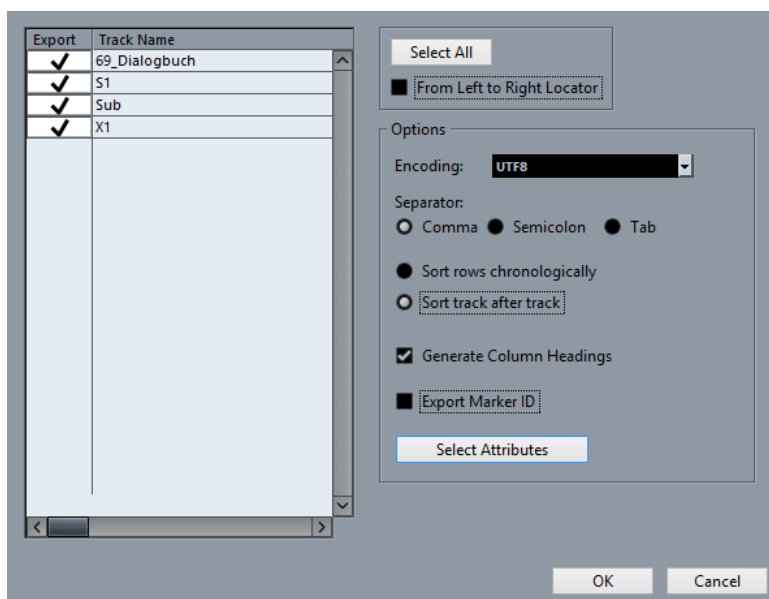 Export Track Name
69_Dialogbuch
S1
Sub
X1
Select All
From Left to Right Locator
Options
Encoding: UTF8
Separator:
Comma Semicolon Tab
Sort rows chronologically
Sort track after track
Generate Column Headings
Export Marker ID
Select Attributes
OK Cancel